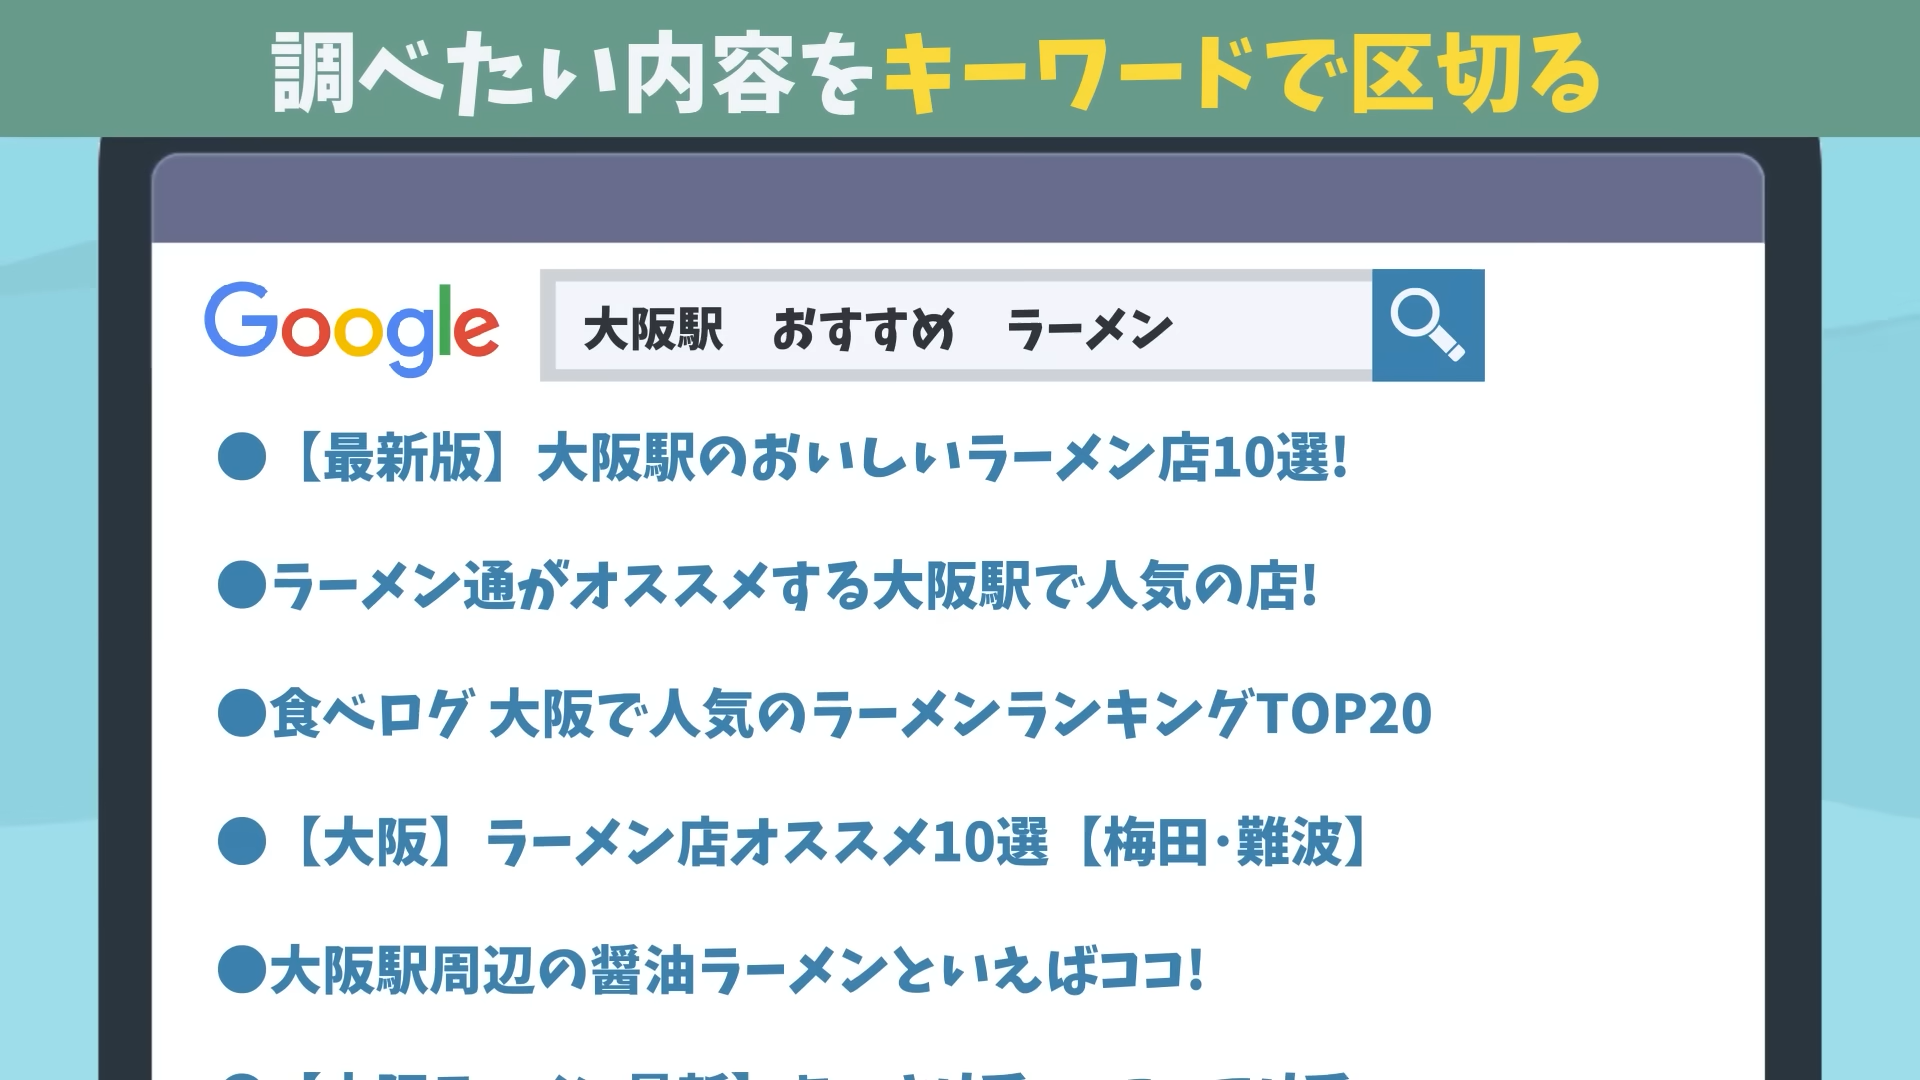 調べたい内容をキーワードで区切る
Google
大阪駅　おすすめ　ラーメン
●【最新版】大阪駅のおいしいラーメン店10選!
●ラーメン通がオススメする大阪駅で人気の店!
●食べログ 大阪で人気のラーメンランキングTOP20
●【大阪】ラーメン店オススメ10選【梅田·難波】
●大阪駅周辺の醤油ラーメンといえばココ!